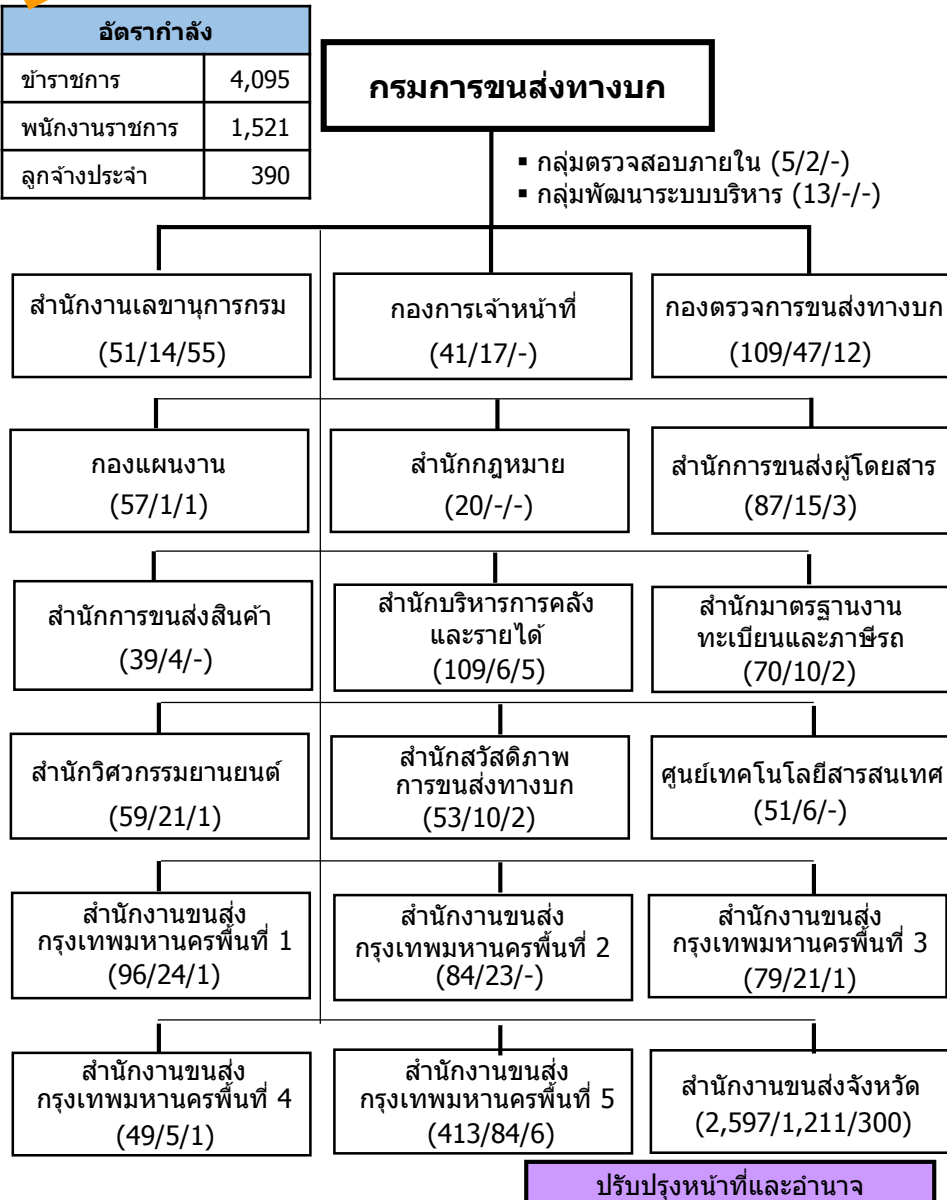 อัตรากำลัง
ข้าราชการ 4,095
พนักงานราชการ 1,521
ลูกจ้างประจำ 390
กรมการขนส่งทางบก
▪ กลุ่มตรวจสอบภายใน (5/2/-)
▪ กลุ่มพัฒนาระบบบริหาร (13/-/-)
สำนักงานเลขานุการกรม
(51/14/55)
กองการเจ้าหน้าที่
(41/17/-)
กองตรวจการขนส่งทางบก
(109/47/12)
กองแผนงาน
(57/1/1)
สำนักกฎหมาย
(20/-/-)
สำนักการขนส่งผู้โดยสาร
(87/15/3)
สำนักการขนส่งสินค้า
(39/4/-)
สำนักบริหารการคลัง
และรายได้
(109/6/5)
สำนักมาตรฐานงาน
ทะเบียนและภาษีรถ
(70/10/2)
สำนักวิศวกรรมยานยนต์
(59/21/1)
สำนักสวัสดิภาพ
การขนส่งทางบก
(53/10/2)
ศูนย์เทคโนโลยีสารสนเทศ
(51/6/-)
สำนักงานขนส่ง
กรุงเทพมหานครพื้นที่ 1
(96/24/1)
สำนักงานขนส่ง
กรุงเทพมหานครพื้นที่ 2
(84/23/-)
สำนักงานขนส่ง
กรุงเทพมหานครพื้นที่ 3
(79/21/1)
สำนักงานขนส่ง
กรุงเทพมหานครพื้นที่ 4
(49/5/1)
สำนักงานขนส่ง
กรุงเทพมหานครพื้นที่ 5
(413/84/6)
สำนักงานขนส่งจังหวัด
(2,597/1,211/300)
ปรับปรุงหน้าที่และอำนาจ